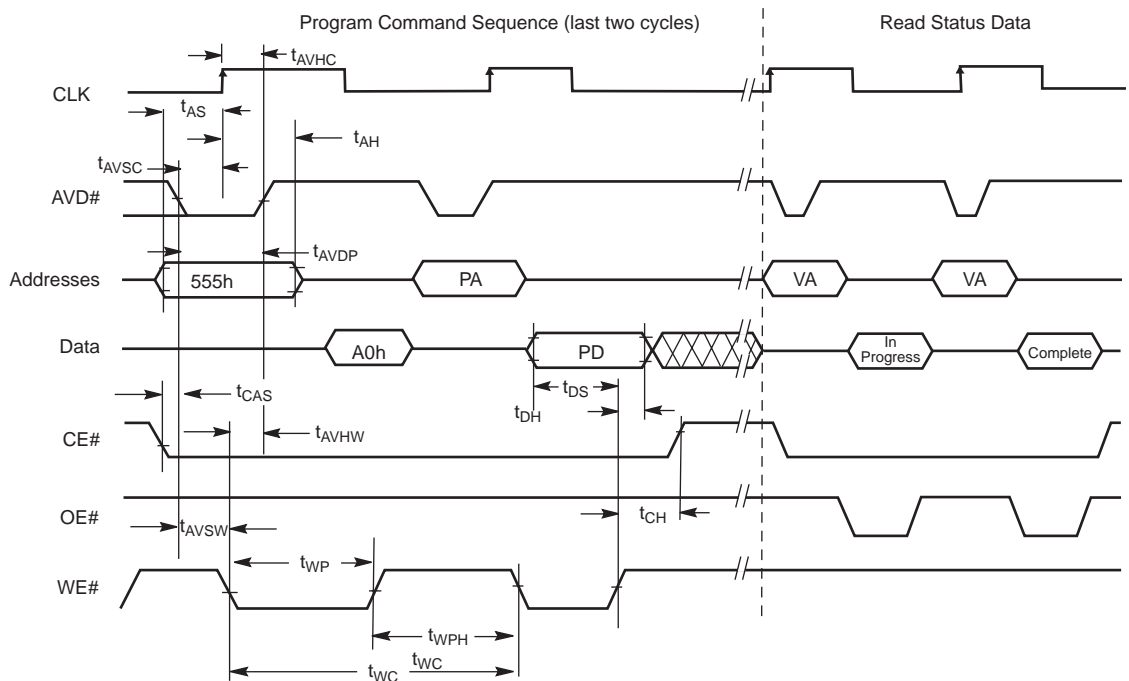 Program Command Sequence (last two cycles)
Read Status Data
tAVHC
CLK
tAS
tAH
tAVSC
AVD#
tAVDP
Addresses
555h
PA
VA
VA
Data
A0h
PD
In
Progress
Complete
tCAS
tDS
tDH
CE#
tAVHW
OE#
tAVSW
tCH
tWP
WE#
tWPH
tWC
tWC